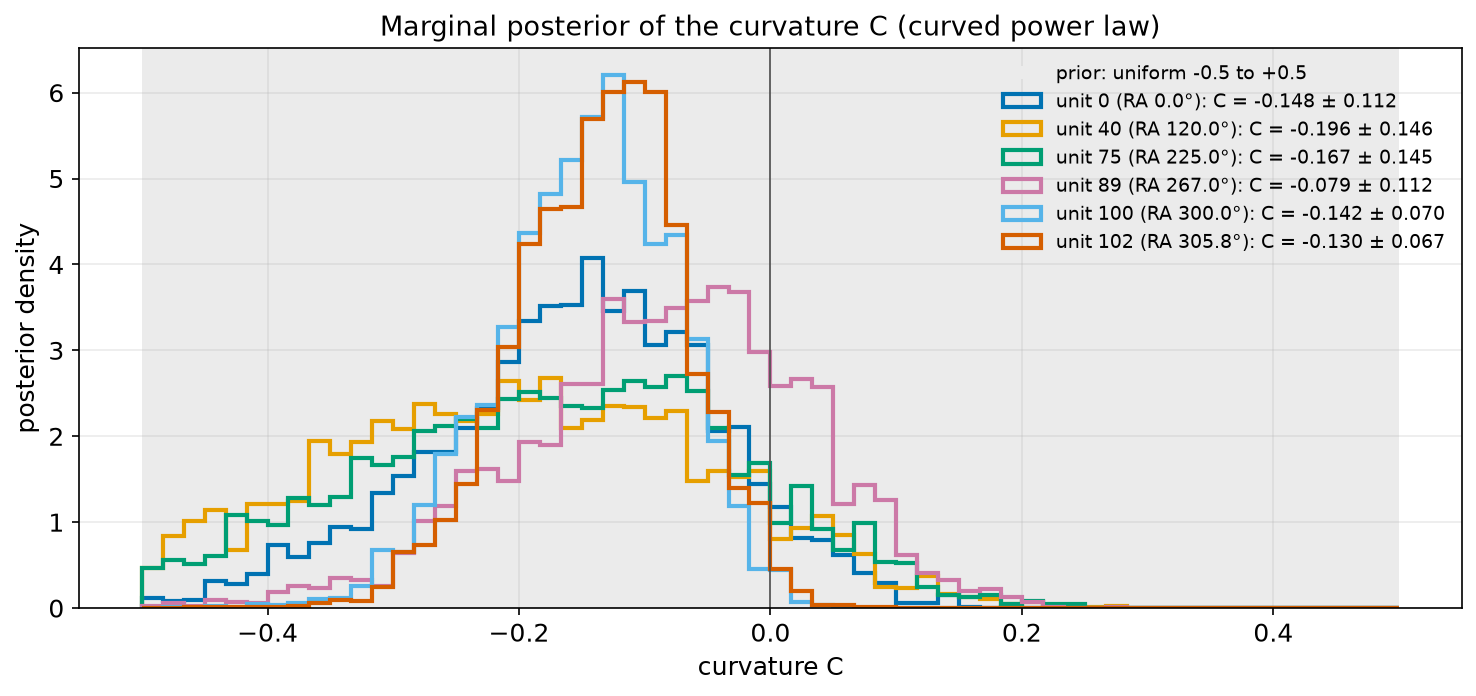 Marginal posterior of the curvature C (curved power law)
posterior density
6
5
4
3
2
1
0
prior: uniform -0.5 to +0.5
unit 0 (RA 0.0°): C = -0.148 ± 0.112
unit 40 (RA 120.0°): C = -0.196 ± 0.146
unit 75 (RA 225.0°): C = -0.167 ± 0.145
unit 89 (RA 267.0°): C = -0.079 ± 0.112
unit 100 (RA 300.0°): C = -0.142 ± 0.070
unit 102 (RA 305.8°): C = -0.130 ± 0.067
−0.4 −0.2 0.0 0.2 0.4
curvature C